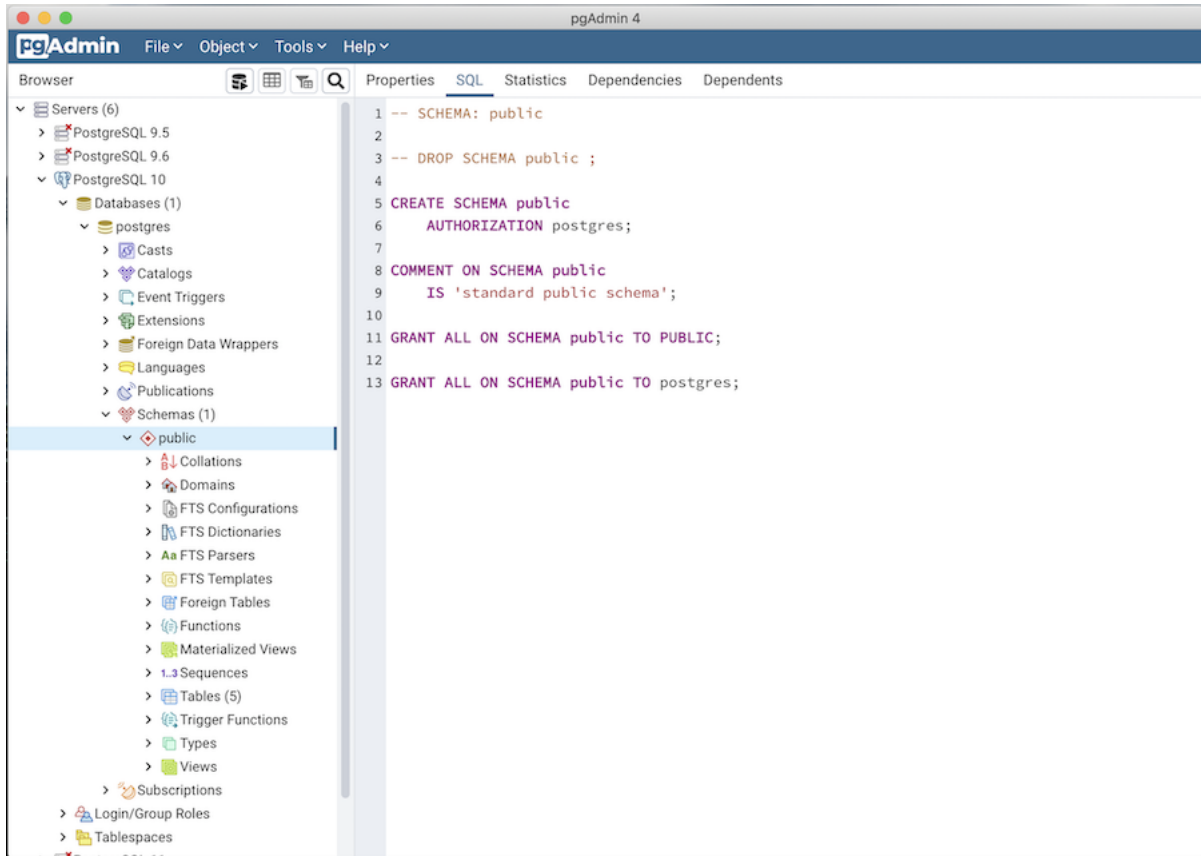 pgAdmin 4
pgAdmin File Object Tools Help
Browser
Properties SQL Statistics Dependencies Dependents
Servers (6)
PostgreSQL 9.5
PostgreSQL 9.6
PostgreSQL 10
Databases (1)
postgres
Casts
Catalogs
Event Triggers
Extensions
Foreign Data Wrappers
Languages
Publications
Schemas (1)
public
Collations
Domains
FTS Configurations
FTS Dictionaries
Aa FTS Parsers
FTS Templates
Foreign Tables
Functions
Materialized Views
1..3 Sequences
Tables (5)
Trigger Functions
Types
Views
Subscriptions
Login/Group Roles
Tablespaces
1 -- SCHEMA: public
2
3 -- DROP SCHEMA public ;
4
5 CREATE SCHEMA public
6     AUTHORIZATION postgres;
7
8 COMMENT ON SCHEMA public
9     IS 'standard public schema';
10
11 GRANT ALL ON SCHEMA public TO PUBLIC;
12
13 GRANT ALL ON SCHEMA public TO postgres;